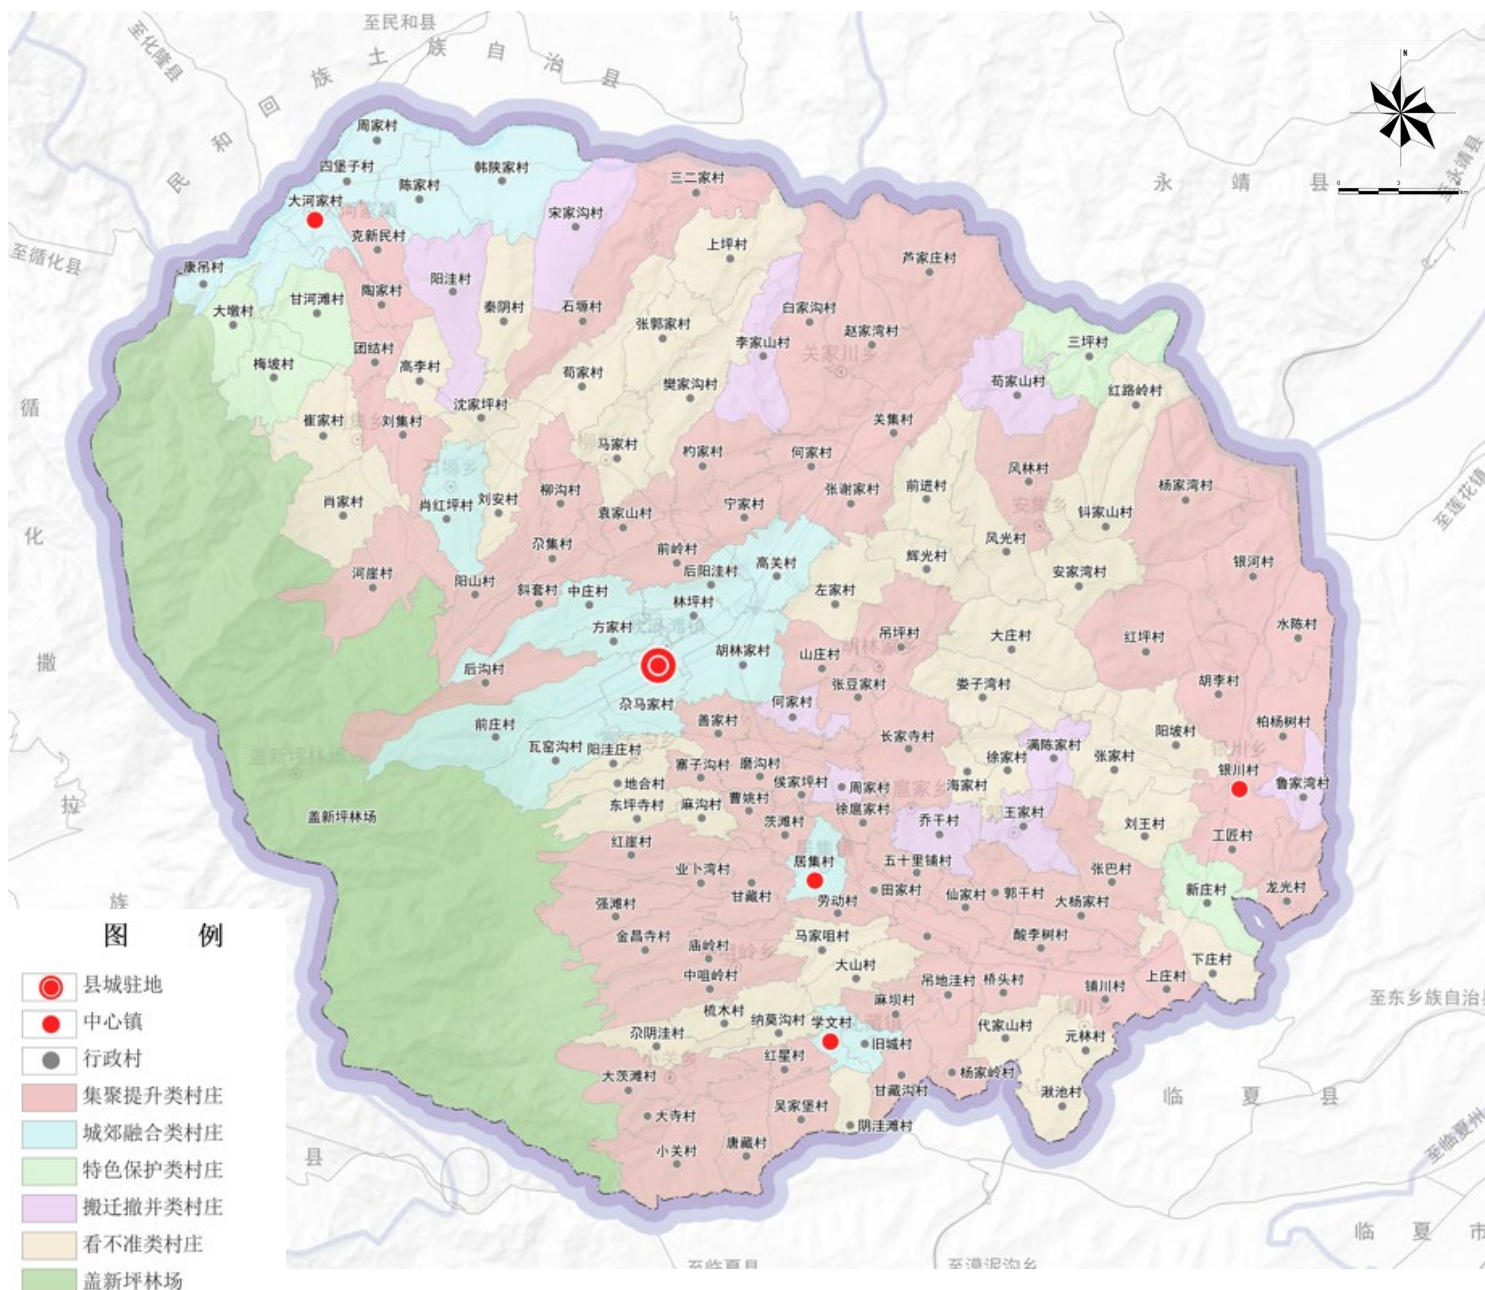 至民和县
至化隆县
民和回族土族自治县
N
永靖县
至永靖县
周家村
四堡子村
韩陕家村
陈家村
三二家村
大河家村
宋家沟村
克新民村
上坪村
芦家庄村
至循化县
康吊村
阳洼村
陶家村
甘河滩村
大墩村
秦阴村
石塬村
白家沟村
张郭家村
赵家湾村
李家山村
三坪村
团结村
关家川乡
高李村
梅坡村
荀家村
樊家沟村
苟家山村
红路岭村
循化撒拉族
沈家坪村
崔家村
刘集村
关集村
马家村
杓家村
何家村
石塬乡
风林村
杨家湾村
至莲花镇
肖家村
肖红坪村
刘安村
柳沟村
袁家山村
宁家村
张谢家村
前进村
安集乡
钭家山村
尕集村
前岭村
风光村
辉光村
高关村
后阳洼村
银河村
河崖村
阳山村
斜套村
中庄村
林坪村
左家村
安家湾村
方家村
吊坪村
大庄村
红坪村
水陈村
胡林家村
胡林家乡
山庄村
后沟村
张豆家村
娄子湾村
胡李村
尕马家村
何家村
前庄村
善家村
柏杨树村
阳坡村
长家寺村
瓦窑沟村
阳洼庄村
满陈家村
徐家村
张家村
银川乡
盖新坪林场
寨子沟村
磨沟村
银川村
地合村
侯家坪村
周家村
海家村
鲁家湾村
东坪寺村
麻沟村
曹姚村
徐扈家村
王家村
盖新坪林场
茨滩村
乔干村
刘王村
红崖村
工匠村
居集村
五十里铺村
业卜湾村
张巴村
甘藏村
田家村
仙家村
郭干村
新庄村
龙光村
强滩村
劳动村
大杨家村
金昌寺村
庙岭村
马家咀村
酸李树村
大山村
下庄村
中咀岭村
吊地洼村
桥头村
上庄村
铺川村
麻坝村
至东乡族自治县
梳木村
纳莫沟村
学文村
代家山村
尕阴洼村
旧城村
元林村
红星村
大茨滩村
杨家岭村
甘藏沟村
湫池村
临夏县
大寺村
吴家堡村
阴洼滩村
唐藏村
小关村
县
至临夏州
临夏市
至临夏县
至漠泥沟乡
图例
县城驻地
中心镇
行政村
集聚提升类村庄
城郊融合类村庄
特色保护类村庄
搬迁撤并类村庄
看不准类村庄
盖新坪林场